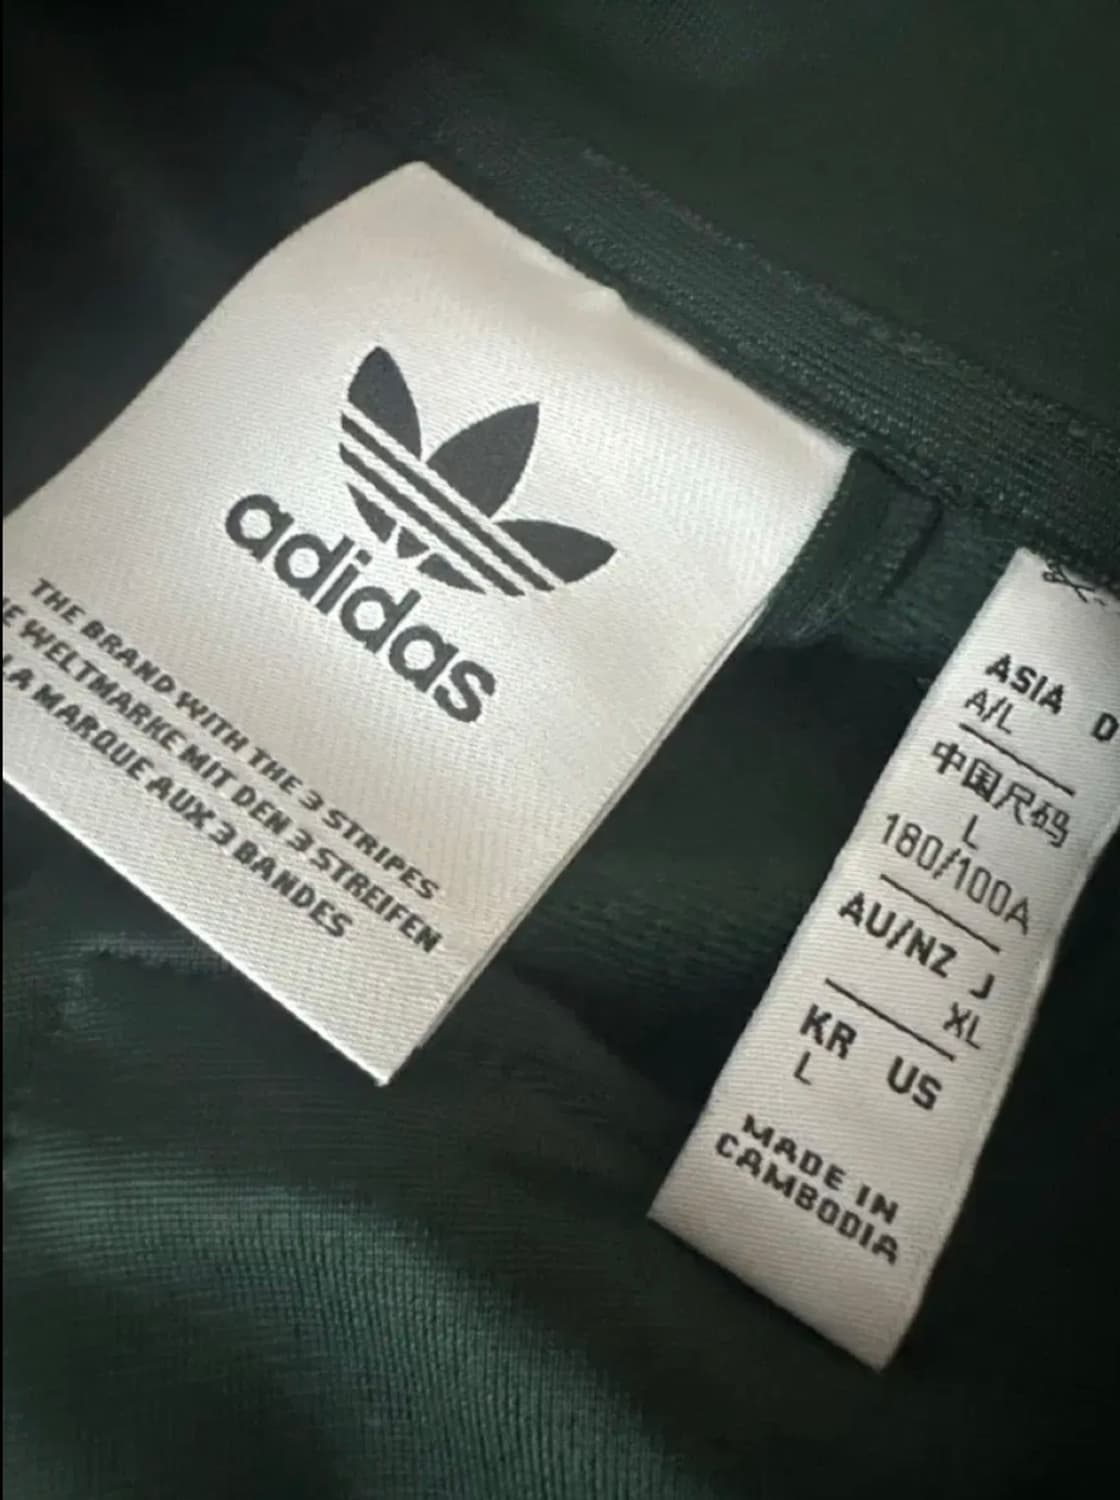 adidas
THE BRAND WITH THE 3 STRIPES
WELTMARKE MIT DEN 3 STREIFEN
LA MARQUE AUX 3 BANDES
ASIA D
A/L
中国尺码
L
180/100A
AU/NZ J
XL
KR US
L
MADE IN
CAMBODIA